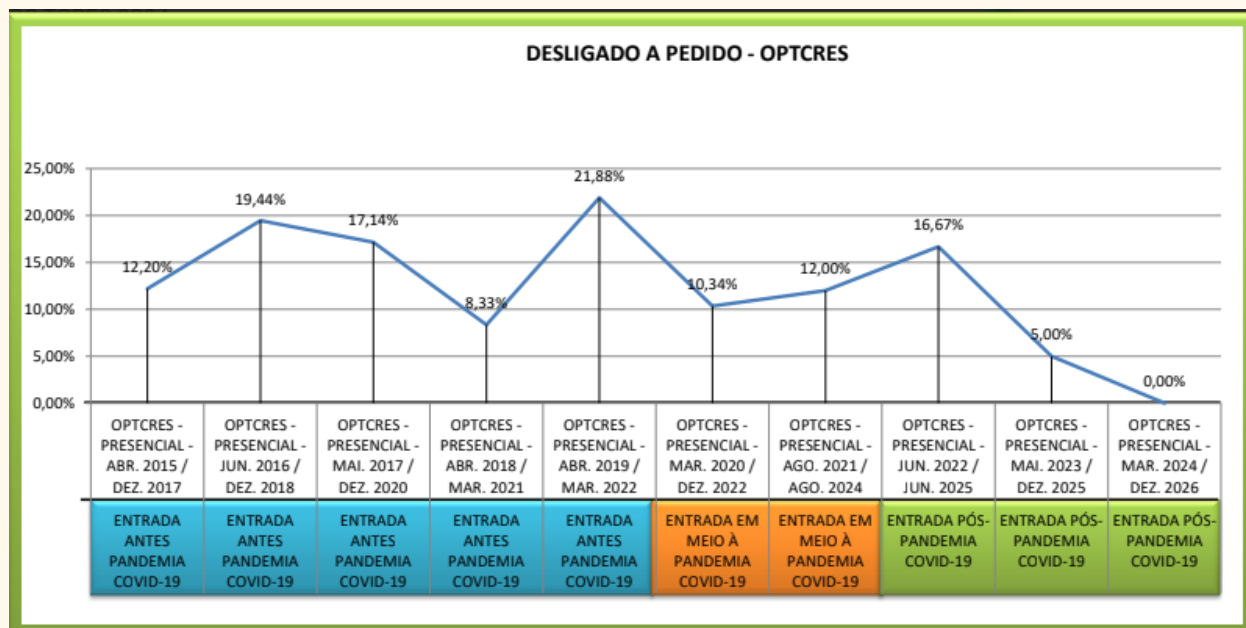 DESLIGADO A PEDIDO - OPTCRES
25,00%
20,00%
15,00%
10,00%
5,00%
0,00%
12,20%
19,44%
17,14%
8,33%
21,88%
10,34%
12,00%
16,67%
5,00%
0,00%
OPTCRES -
PRESENCIAL -
ABR. 2015 /
DEZ. 2017
OPTCRES -
PRESENCIAL -
JUN. 2016 /
DEZ. 2018
OPTCRES -
PRESENCIAL -
MAI. 2017 /
DEZ. 2020
OPTCRES -
PRESENCIAL -
ABR. 2018 /
MAR. 2021
OPTCRES -
PRESENCIAL -
ABR. 2019 /
MAR. 2022
OPTCRES -
PRESENCIAL -
MAR. 2020 /
DEZ. 2022
OPTCRES -
PRESENCIAL -
AGO. 2021 /
AGO. 2024
OPTCRES -
PRESENCIAL -
JUN. 2022 /
JUN. 2025
OPTCRES -
PRESENCIAL -
MAI. 2023 /
DEZ. 2025
OPTCRES -
PRESENCIAL -
MAR. 2024 /
DEZ. 2026
ENTRADA
ANTES
PANDEMIA
COVID-19
ENTRADA
ANTES
PANDEMIA
COVID-19
ENTRADA
ANTES
PANDEMIA
COVID-19
ENTRADA
ANTES
PANDEMIA
COVID-19
ENTRADA
ANTES
PANDEMIA
COVID-19
ENTRADA EM
MEIO À
PANDEMIA
COVID-19
ENTRADA EM
MEIO À
PANDEMIA
COVID-19
ENTRADA PÓS-
PANDEMIA
COVID-19
ENTRADA PÓS-
PANDEMIA
COVID-19
ENTRADA PÓS-
PANDEMIA
COVID-19